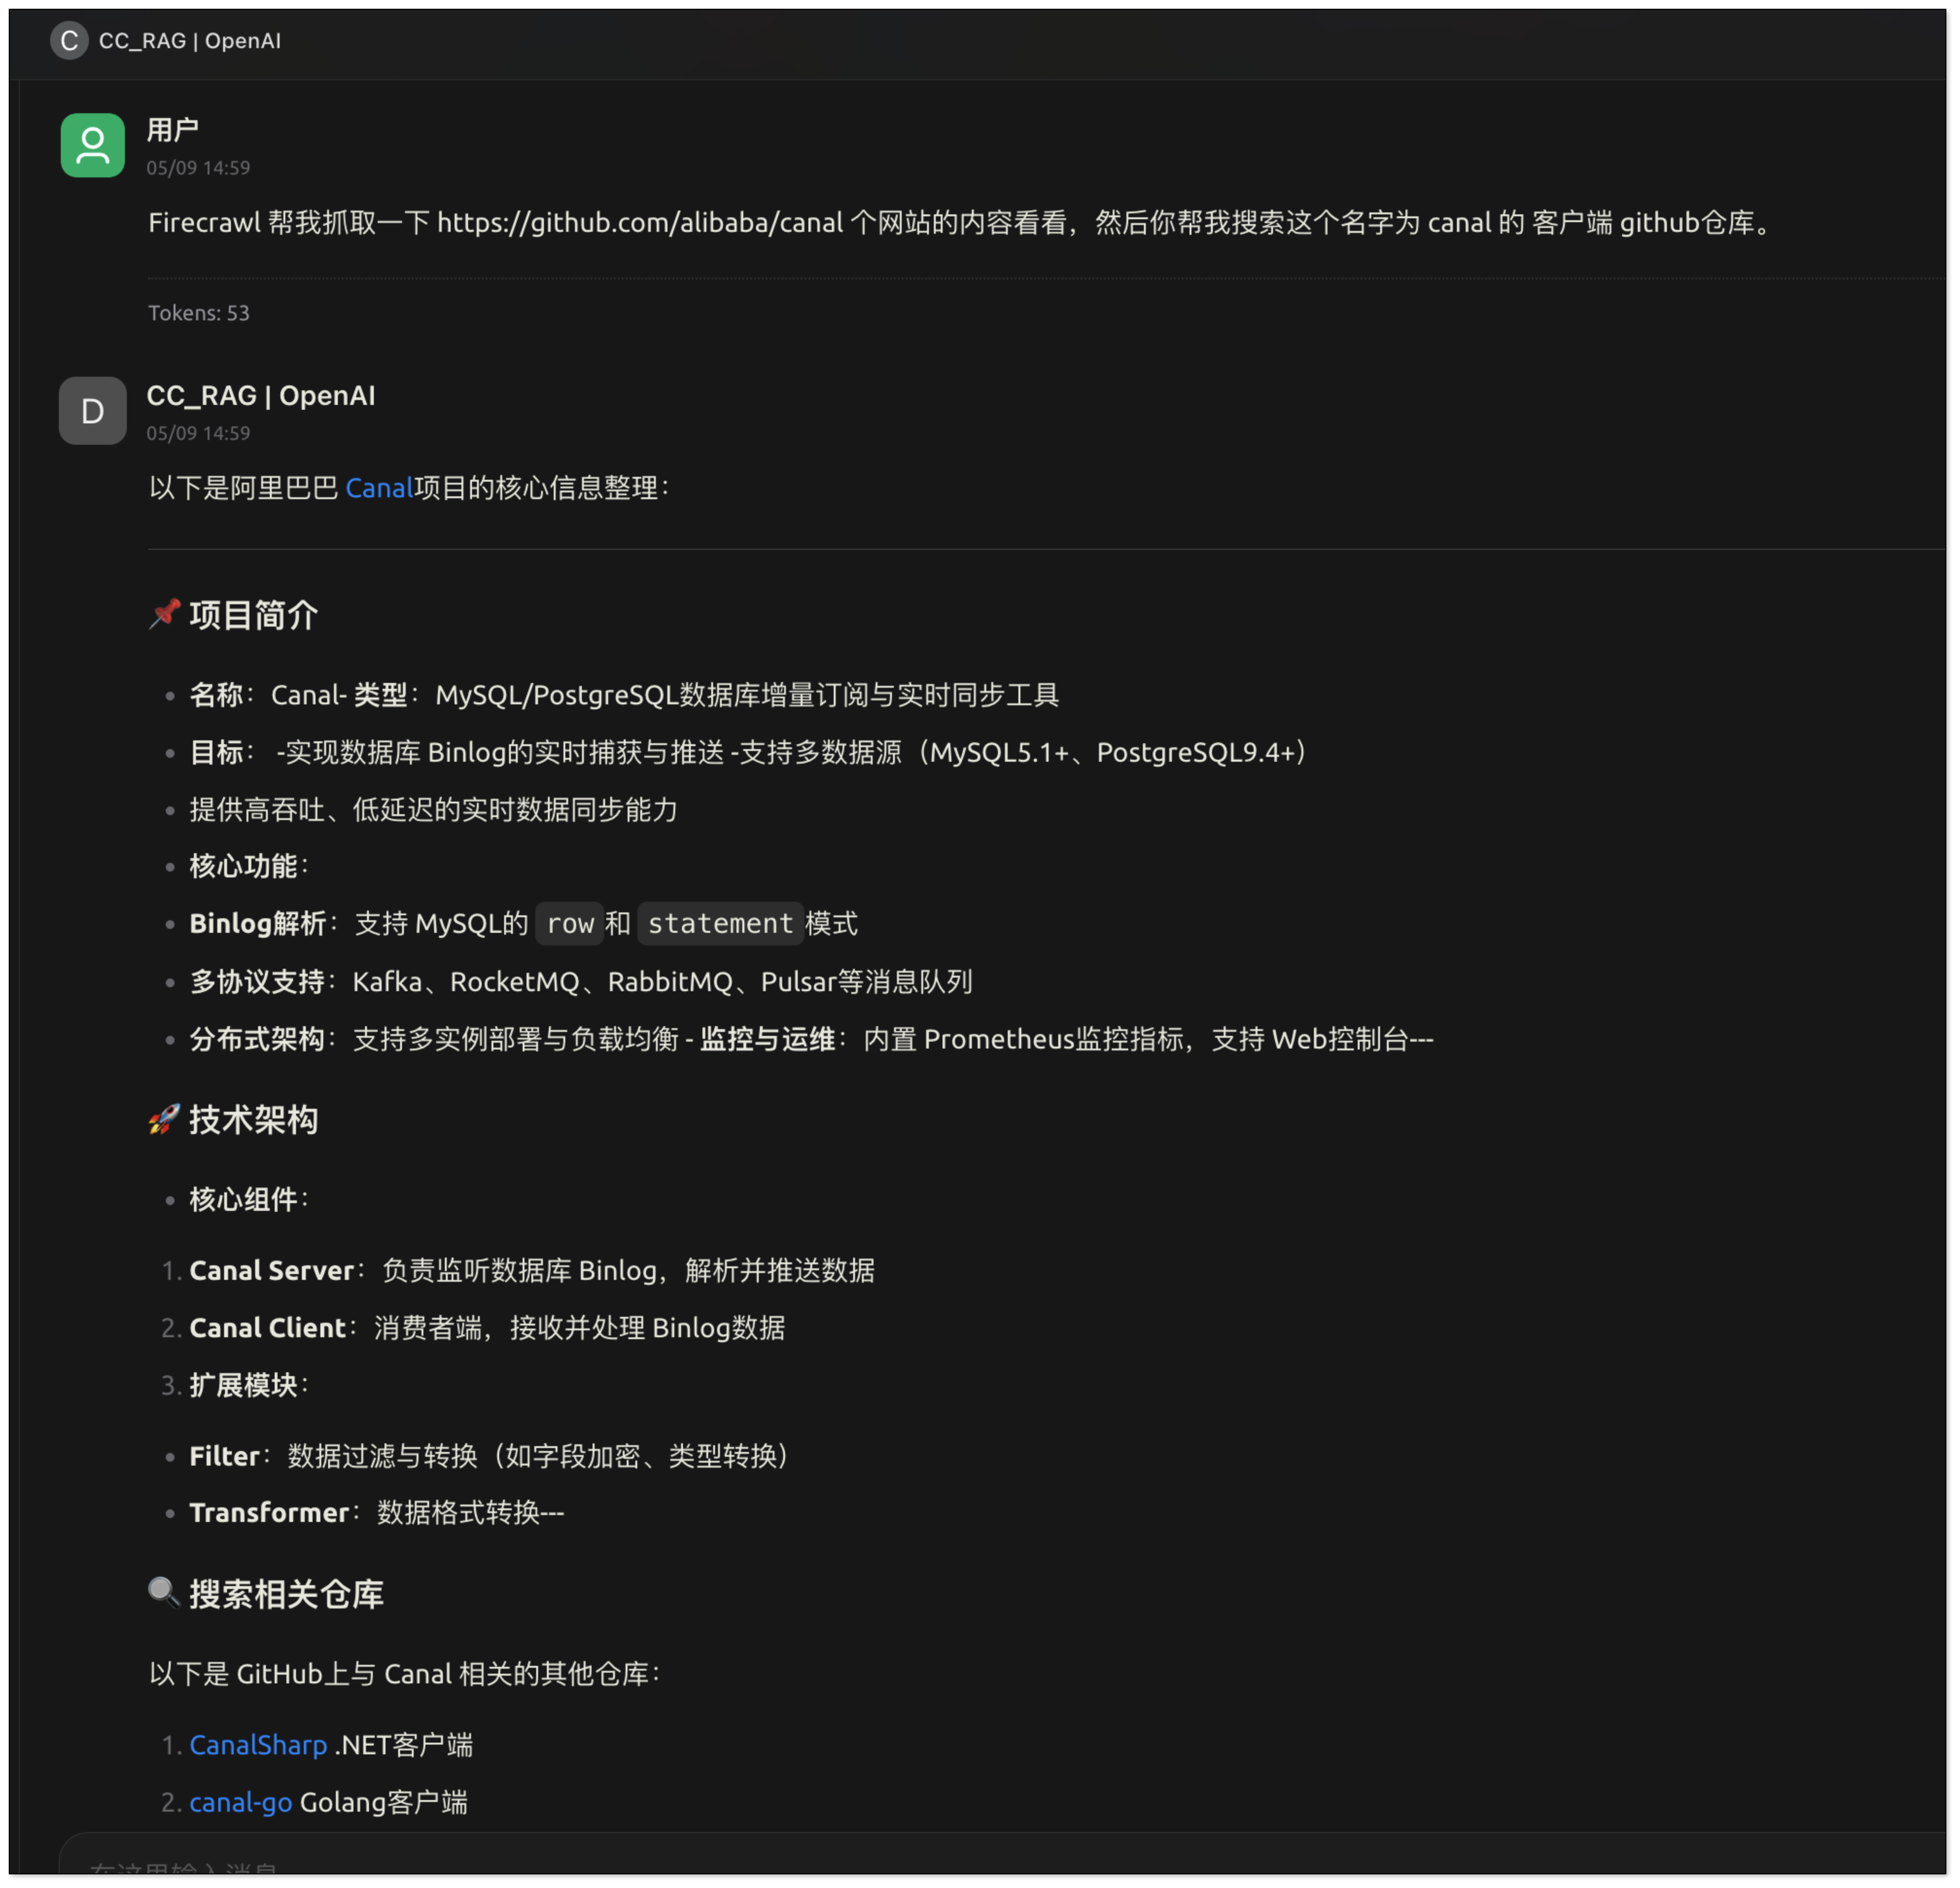 C CC_RAG | OpenAI
用户
05/09 14:59
Firecrawl 帮我抓取一下 https://github.com/alibaba/canal 个网站的内容看看，然后你帮我搜索这个名字为 canal 的 客户端 github仓库。
Tokens: 53
D
CC_RAG | OpenAI
05/09 14:59
以下是阿里巴巴 Canal项目的核心信息整理：
📌 项目简介
• 名称：Canal- 类型：MySQL/PostgreSQL数据库增量订阅与实时同步工具
• 目标： -实现数据库 Binlog的实时捕获与推送 -支持多数据源（MySQL5.1+、PostgreSQL9.4+）
• 提供高吞吐、低延迟的实时数据同步能力
• 核心功能：
• Binlog解析：支持 MySQL的 row 和 statement 模式
• 多协议支持：Kafka、RocketMQ、RabbitMQ、Pulsar等消息队列
• 分布式架构：支持多实例部署与负载均衡 - 监控与运维：内置 Prometheus监控指标，支持 Web控制台---
🚀 技术架构
• 核心组件：
1. Canal Server：负责监听数据库 Binlog，解析并推送数据
2. Canal Client：消费者端，接收并处理 Binlog数据
3. 扩展模块：
• Filter：数据过滤与转换（如字段加密、类型转换）
• Transformer：数据格式转换---
🔍 搜索相关仓库
以下是 GitHub上与 Canal 相关的其他仓库：
1. CanalSharp .NET客户端
2. canal-go Golang客户端
在这里输入消息